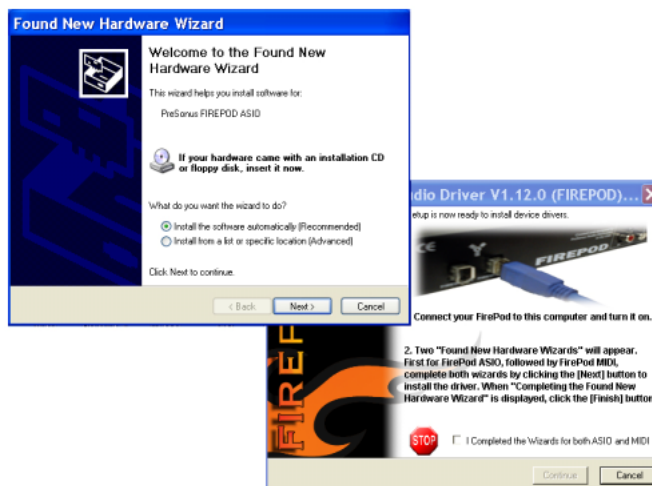 Found New Hardware Wizard
Welcome to the Found New
Hardware Wizard
This wizard helps you install software for:
PreSonus FIREPOD ASIO
If your hardware came with an installation CD
or floppy disk, insert it now.
What do you want the wizard to do?
Install the software automatically (Recommended)
Install from a list or specific location (Advanced)
Click Next to continue.
< Back
Next >
Cancel
dio Driver V1.12.0 (FIREPOD)...
etup is now ready to install device drivers.
CE
FIREPOD
Connect your FirePod to this computer and turn it on.
2. Two "Found New Hardware Wizards" will appear.
First for FirePod ASIO, followed by FirePod MIDI,
complete both wizards by clicking the [Next] button to
install the driver. When "Completing the Found New
Hardware Wizard" is displayed, click the [Finish] button
FIREP
STOP
I Completed the Wizards for both ASIO and MIDI
Continue
Cancel